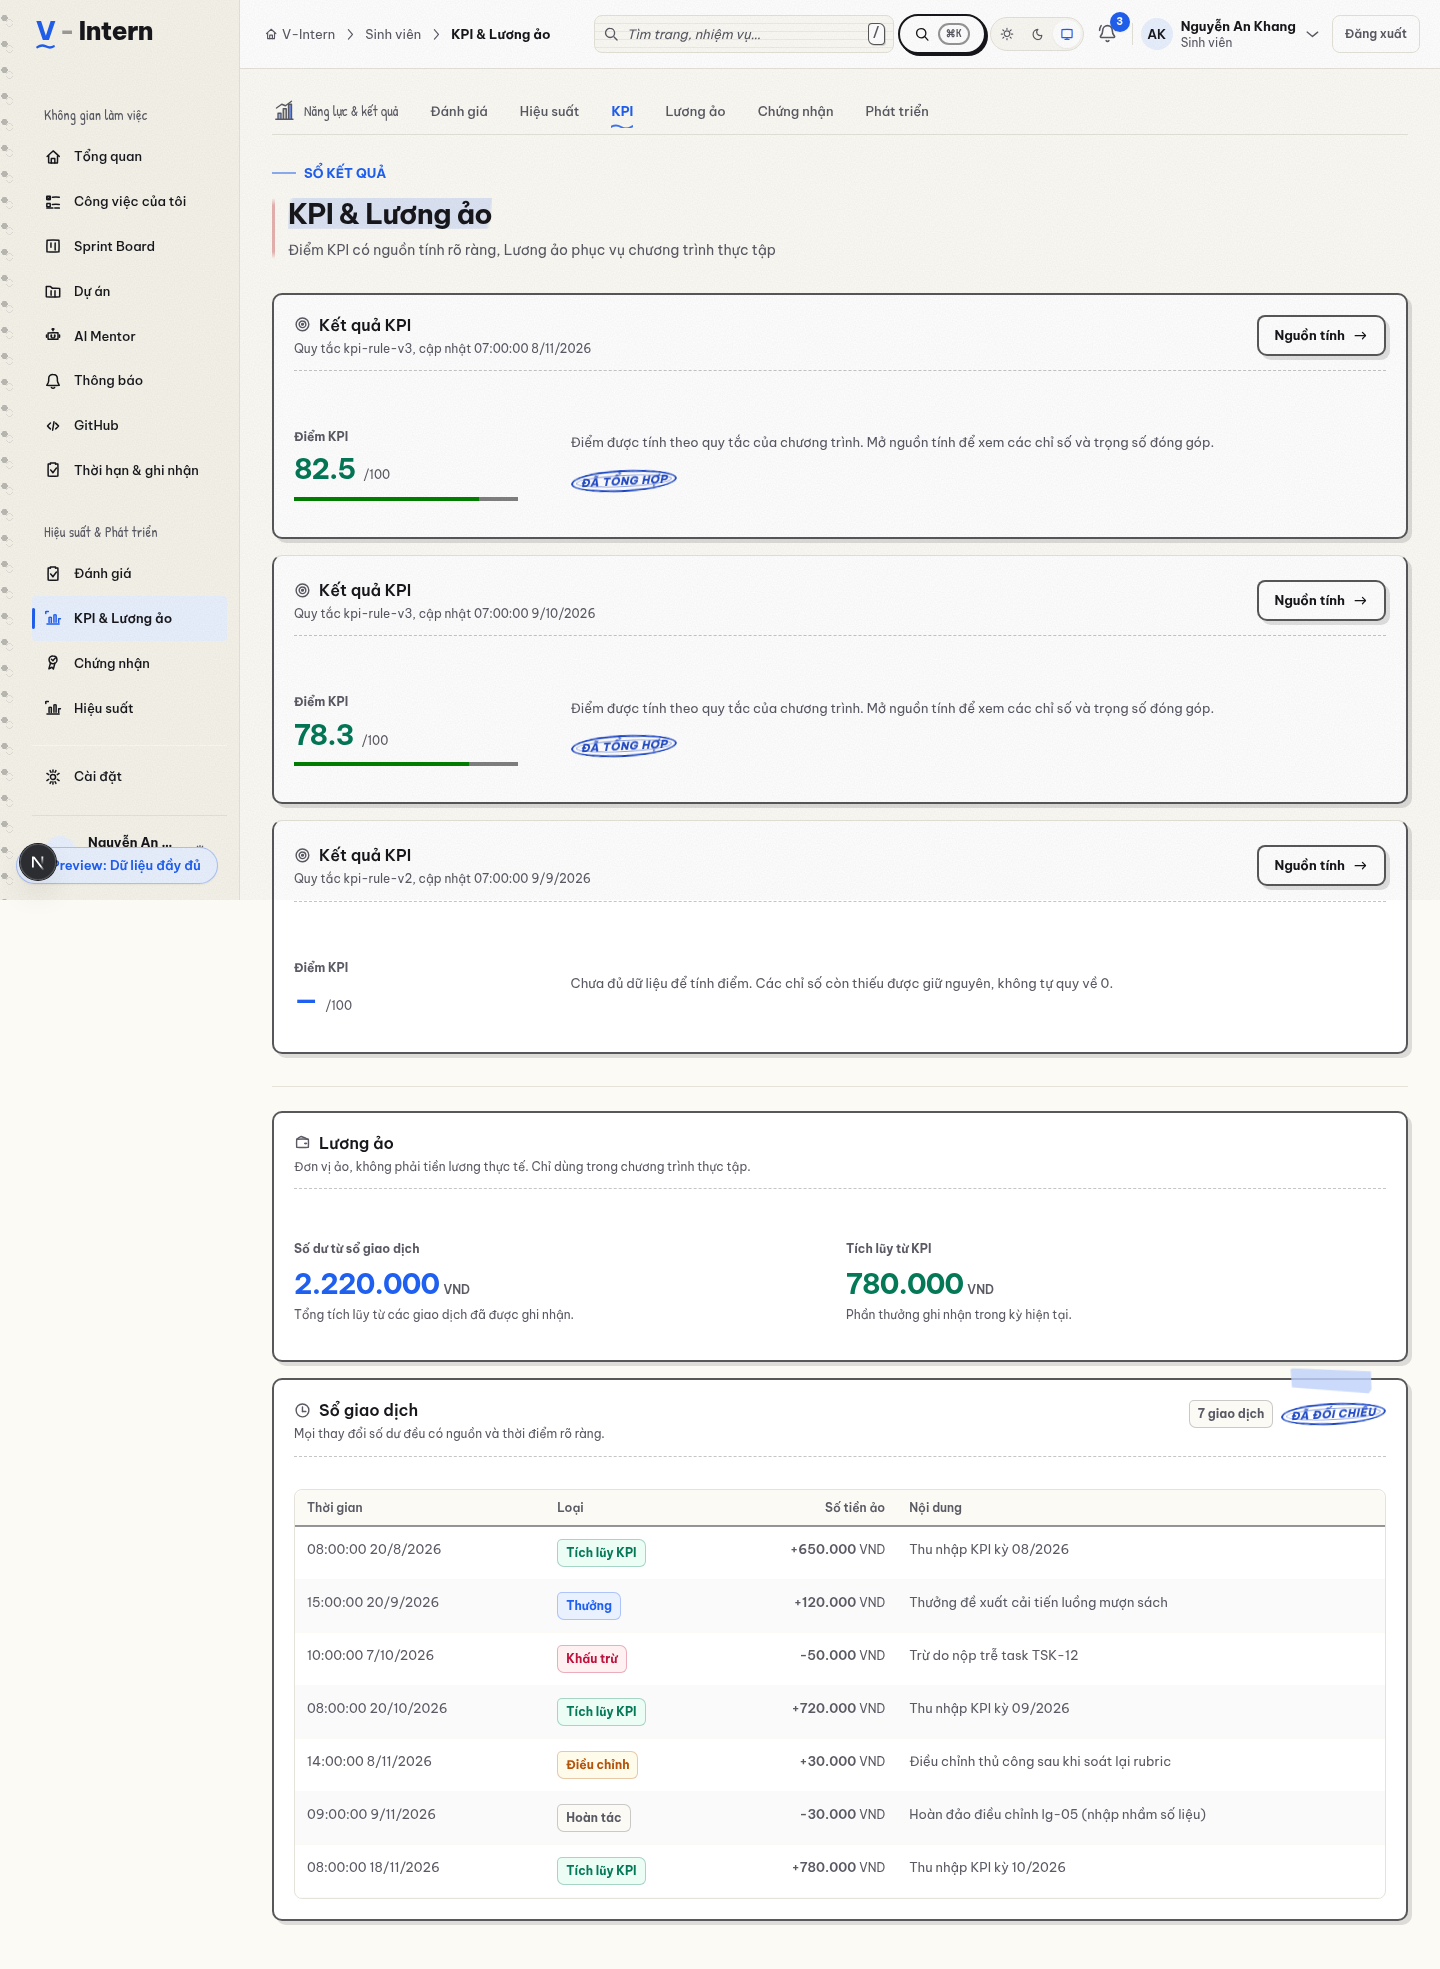 V - Intern
V-Intern > Sinh viên > KPI & Lương ảo
Tìm trang, nhiệm vụ... /
⌘K
3
AK
Nguyễn An Khang
Sinh viên
Đăng xuất
Không gian làm việc
Tổng quan
Công việc của tôi
Sprint Board
Dự án
AI Mentor
Thông báo
GitHub
Thời hạn & ghi nhận
Hiệu suất & Phát triển
Đánh giá
KPI & Lương ảo
Chứng nhận
Hiệu suất
Cài đặt
Nguyễn An ...
N
Preview: Dữ liệu đầy đủ
Năng lực & kết quả Đánh giá Hiệu suất KPI Lương ảo Chứng nhận Phát triển
SỔ KẾT QUẢ
KPI & Lương ảo
Điểm KPI có nguồn tính rõ ràng, Lương ảo phục vụ chương trình thực tập
Kết quả KPI
Quy tắc kpi-rule-v3, cập nhật 07:00:00 8/11/2026
Nguồn tính →
Điểm KPI
82.5 /100
Điểm được tính theo quy tắc của chương trình. Mở nguồn tính để xem các chỉ số và trọng số đóng góp.
ĐÃ TỔNG HỢP
Kết quả KPI
Quy tắc kpi-rule-v3, cập nhật 07:00:00 9/10/2026
Nguồn tính →
Điểm KPI
78.3 /100
Điểm được tính theo quy tắc của chương trình. Mở nguồn tính để xem các chỉ số và trọng số đóng góp.
ĐÃ TỔNG HỢP
Kết quả KPI
Quy tắc kpi-rule-v2, cập nhật 07:00:00 9/9/2026
Nguồn tính →
Điểm KPI
– /100
Chưa đủ dữ liệu để tính điểm. Các chỉ số còn thiếu được giữ nguyên, không tự quy về 0.
Lương ảo
Đơn vị ảo, không phải tiền lương thực tế. Chỉ dùng trong chương trình thực tập.
Số dư từ sổ giao dịch
2.220.000 VND
Tổng tích lũy từ các giao dịch đã được ghi nhận.
Tích lũy từ KPI
780.000 VND
Phần thưởng ghi nhận trong kỳ hiện tại.
Sổ giao dịch
Mọi thay đổi số dư đều có nguồn và thời điểm rõ ràng.
7 giao dịch
ĐÃ ĐỐI CHIẾU
Thời gian Loại Số tiền ảo Nội dung
08:00:00 20/8/2026 Tích lũy KPI +650.000 VND Thu nhập KPI kỳ 08/2026
15:00:00 20/9/2026 Thưởng +120.000 VND Thưởng đề xuất cải tiến luồng mượn sách
10:00:00 7/10/2026 Khấu trừ -50.000 VND Trừ do nộp trễ task TSK-12
08:00:00 20/10/2026 Tích lũy KPI +720.000 VND Thu nhập KPI kỳ 09/2026
14:00:00 8/11/2026 Điều chỉnh +30.000 VND Điều chỉnh thủ công sau khi soát lại rubric
09:00:00 9/11/2026 Hoàn tác -30.000 VND Hoàn đảo điều chỉnh lg-05 (nhập nhầm số liệu)
08:00:00 18/11/2026 Tích lũy KPI +780.000 VND Thu nhập KPI kỳ 10/2026